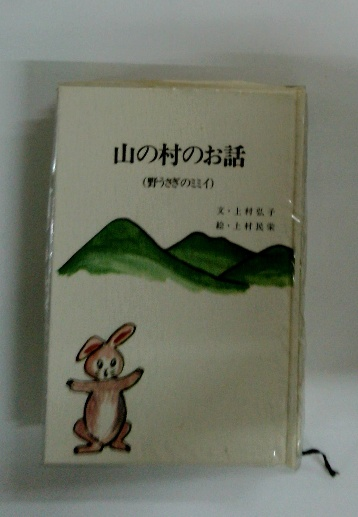 山の村のお話
（野うさぎのミミイ）
文・上村弘子
絵・上村民栄